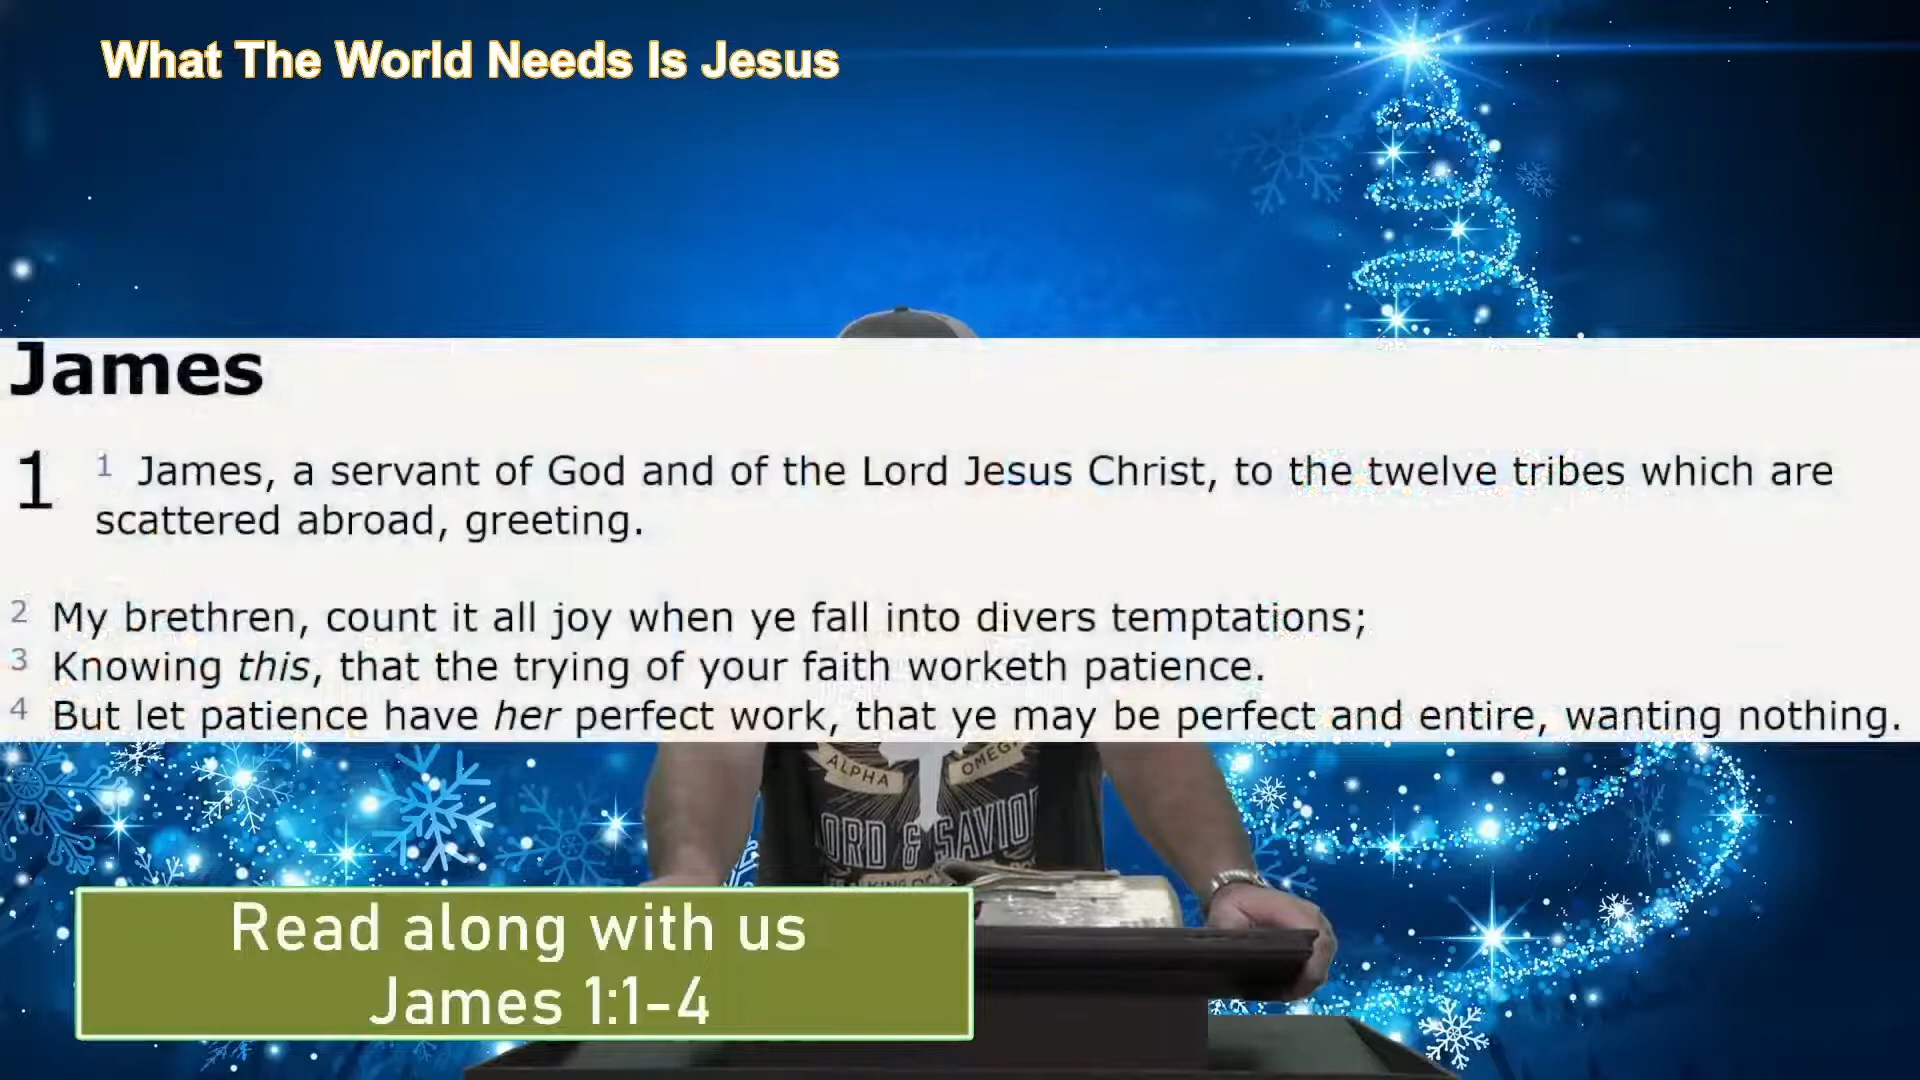 What The World Needs Is Jesus
James
1 1 James, a servant of God and of the Lord Jesus Christ, to the twelve tribes which are
scattered abroad, greeting.
2 My brethren, count it all joy when ye fall into divers temptations;
3 Knowing this, that the trying of your faith worketh patience.
4 But let patience have her perfect work, that ye may be perfect and entire, wanting nothing.
ALPHA
& 
Read along with us
James 1:1-4